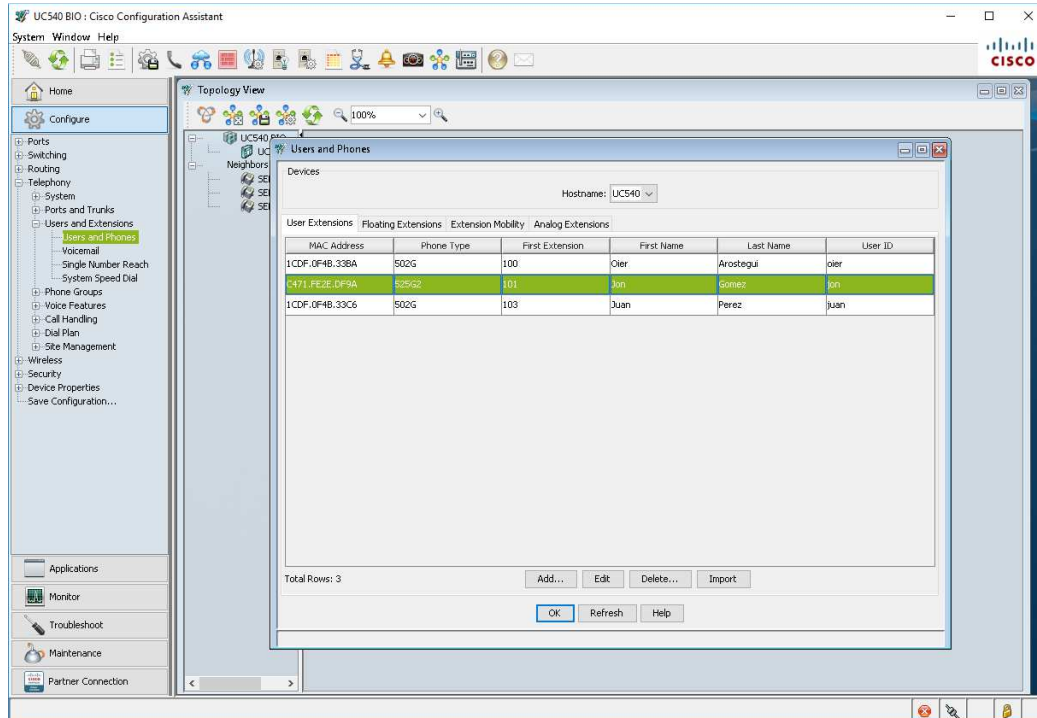 UC540 BIO : Cisco Configuration Assistant
System Window Help
CISCO
Home
Configure
Ports
Switching
Routing
Telephony
System
Ports and Trunks
Users and Extensions
Users and Phones
Voicemail
Single Number Reach
System Speed Dial
Phone Groups
Voice Features
Call Handling
Dial Plan
Site Management
Wireless
Security
Device Properties
Save Configuration...
Applications
Monitor
Troubleshoot
Maintenance
Partner Connection
Topology View
100%
UC540 BIO
UC
Neighbors
SE
SE
SE
Users and Phones
Devices
Hostname: UC540
User Extensions Floating Extensions Extension Mobility Analog Extensions
MAC Address Phone Type First Extension First Name Last Name User ID
1CDF.0F4B.33BA 502G 100 Oier Arostegui oier
C471.FE2E.DF9A 525G2 101 Jon Gomez jon
1CDF.0F4B.33C6 502G 103 Juan Perez juan
Total Rows: 3
Add... Edit Delete... Import
OK Refresh Help